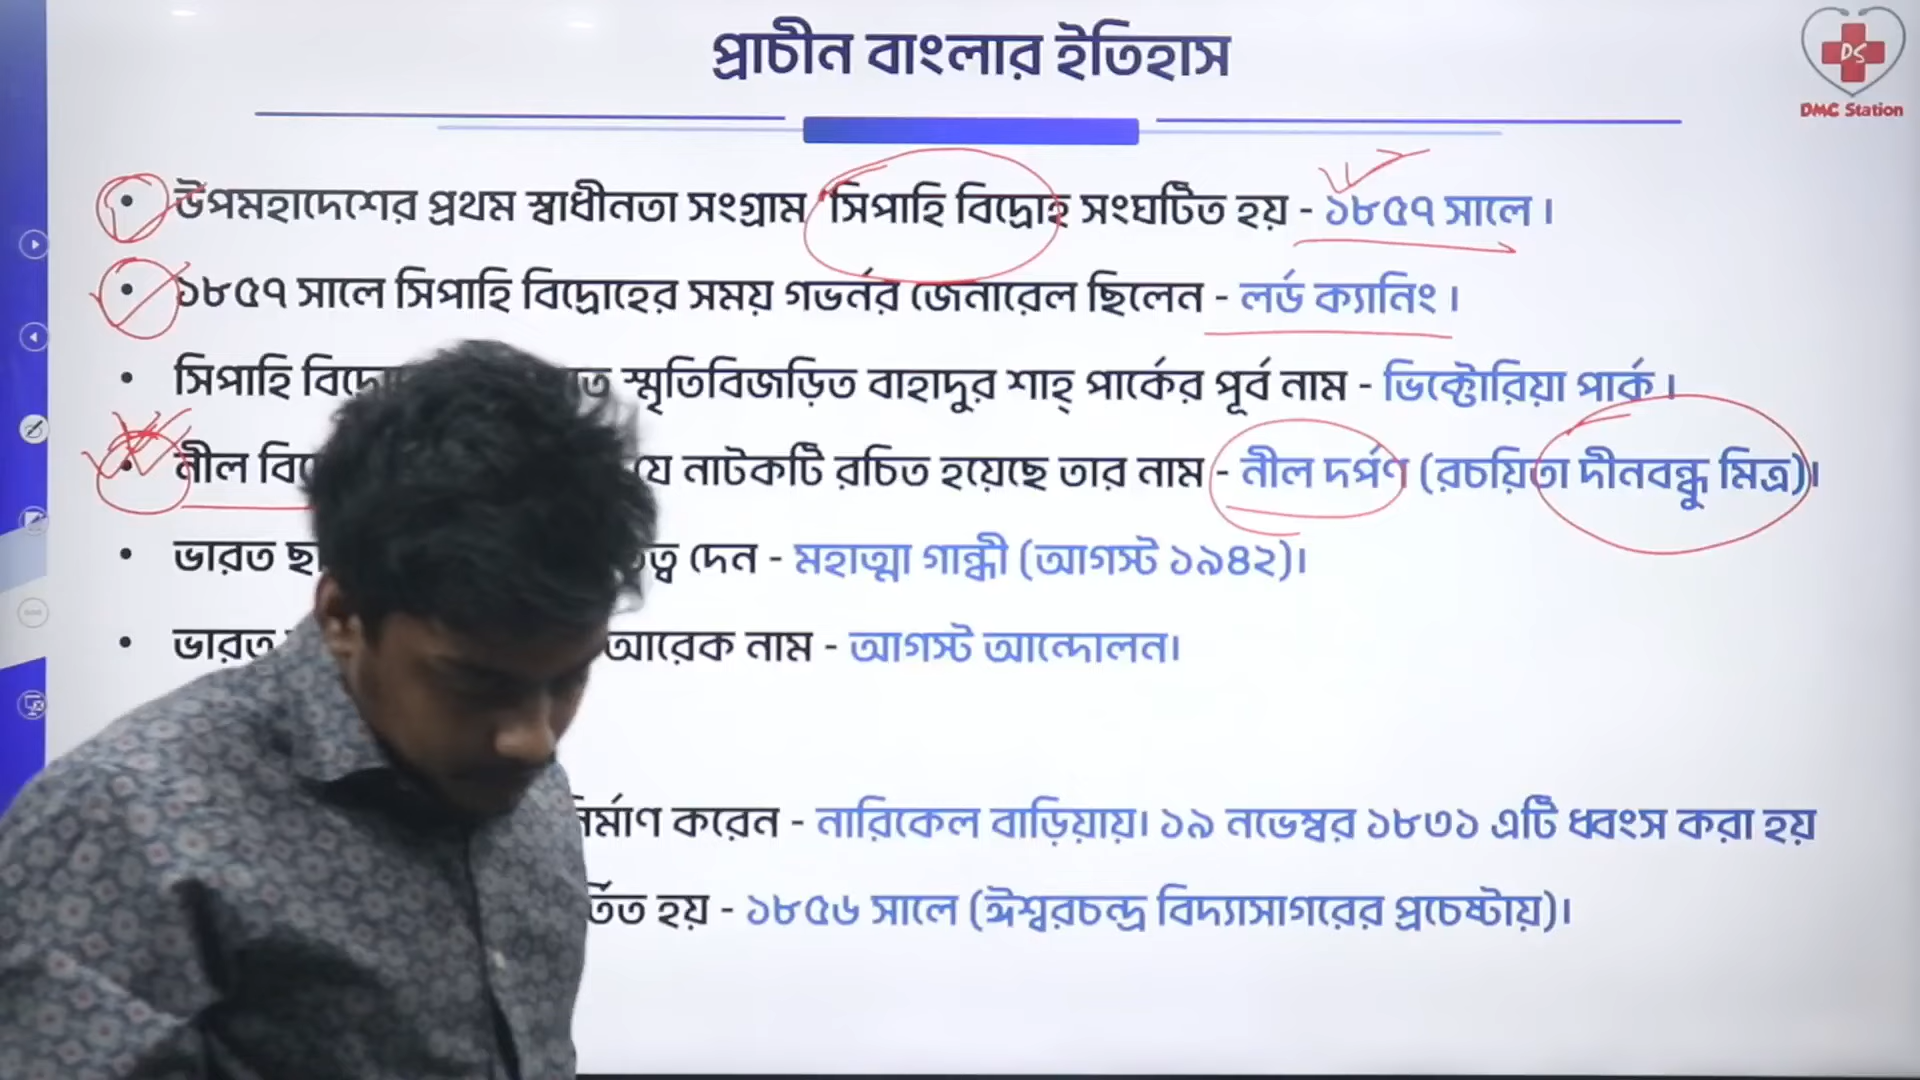 প্রাচীন বাংলার ইতিহাস
DS
DMC Station
• উপমহাদেশের প্রথম স্বাধীনতা সংগ্রাম সিপাহি বিদ্রোহ সংঘটিত হয় - ১৮৫৭ সালে।
• ১৮৫৭ সালে সিপাহি বিদ্রোহের সময় গভর্নর জেনারেল ছিলেন - লর্ড ক্যানিং।
• সিপাহি স্মৃতিবিজড়িত বাহাদুর শাহ্ পার্কের পূর্ব নাম - ভিক্টোরিয়া পার্ক।
• নীল যে নাটকটি রচিত হয়েছে তার নাম - নীল দর্পণ (রচয়িতা দীনবন্ধু মিত্র)।
• ভারত দেন - মহাত্মা গান্ধী (আগস্ট ১৯৪২)।
• ভারত আরেক নাম - আগস্ট আন্দোলন।
নির্মাণ করেন - নারিকেল বাড়িয়ায়। ১৯ নভেম্বর ১৮৩১ এটি ধ্বংস করা হয়
হয় - ১৮৫৬ সালে (ঈশ্বরচন্দ্র বিদ্যাসাগরের প্রচেষ্টায়)।